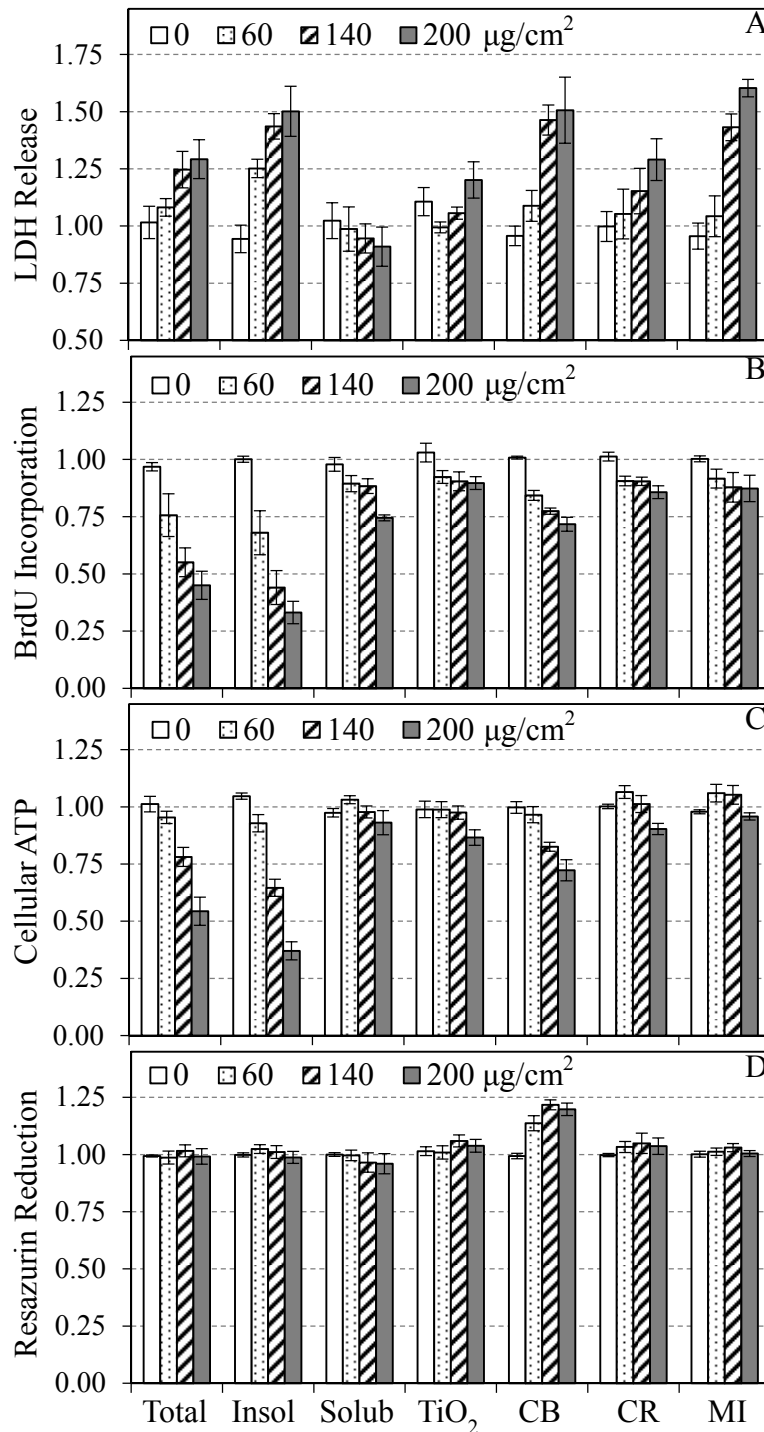 A
0 60 140 200 μg/cm²
1.75
1.50
1.25
1.00
0.75
0.50
LDH Release
B
0 60 140 200 μg/cm²
1.25
1.00
0.75
0.50
0.25
0.00
BrdU Incorporation
C
0 60 140 200 μg/cm²
1.25
1.00
0.75
0.50
0.25
0.00
Cellular ATP
D
0 60 140 200 μg/cm²
1.25
1.00
0.75
0.50
0.25
0.00
Resazurin Reduction
Total Insol Solub TiO₂ CB CR MI